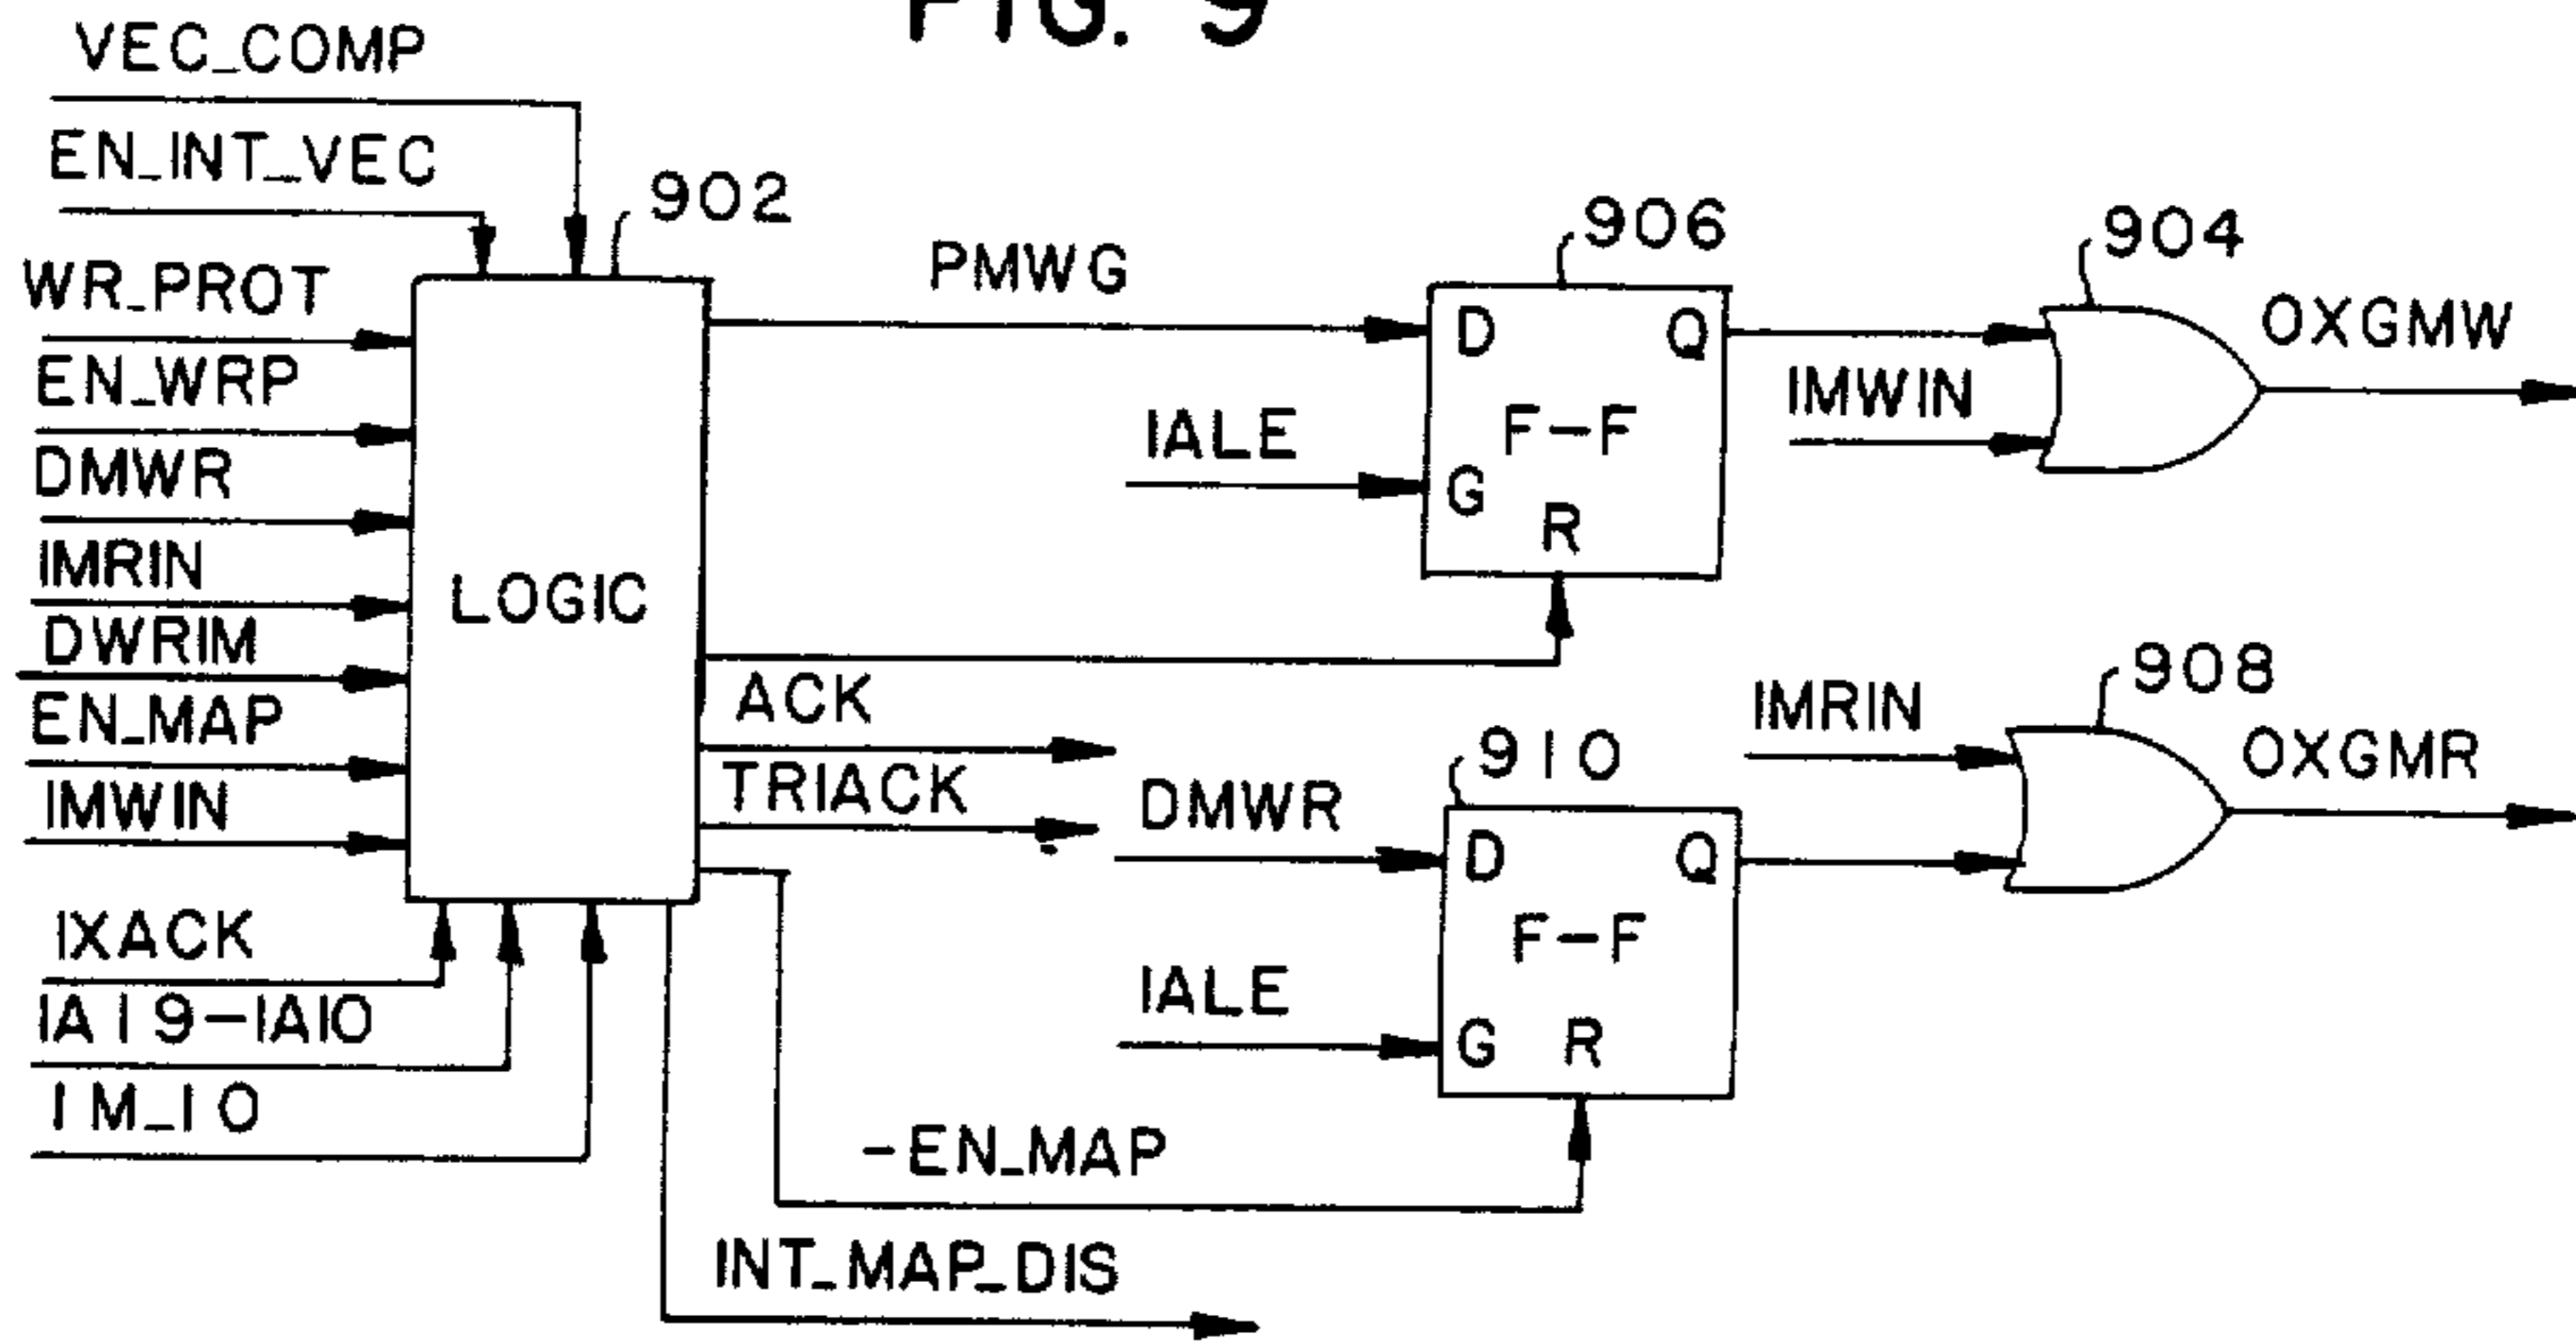 FIG. 9
VEC_COMP
EN_INT_VEC
902
WR_PROT
EN_WRP
DMWR
IMRIN
DWRIM
EN_MAP
IMWIN
LOGIC
IXACK
IA19-IA10
IM_IO
PMWG
IALE
906
D
Q
F-F
G
R
904
IMWIN
OXGMW
ACK
TRIACK
DMWR
IALE
910
D
Q
F-F
G
R
IMRIN
908
OXGMR
-EN_MAP
INT_MAP_DIS